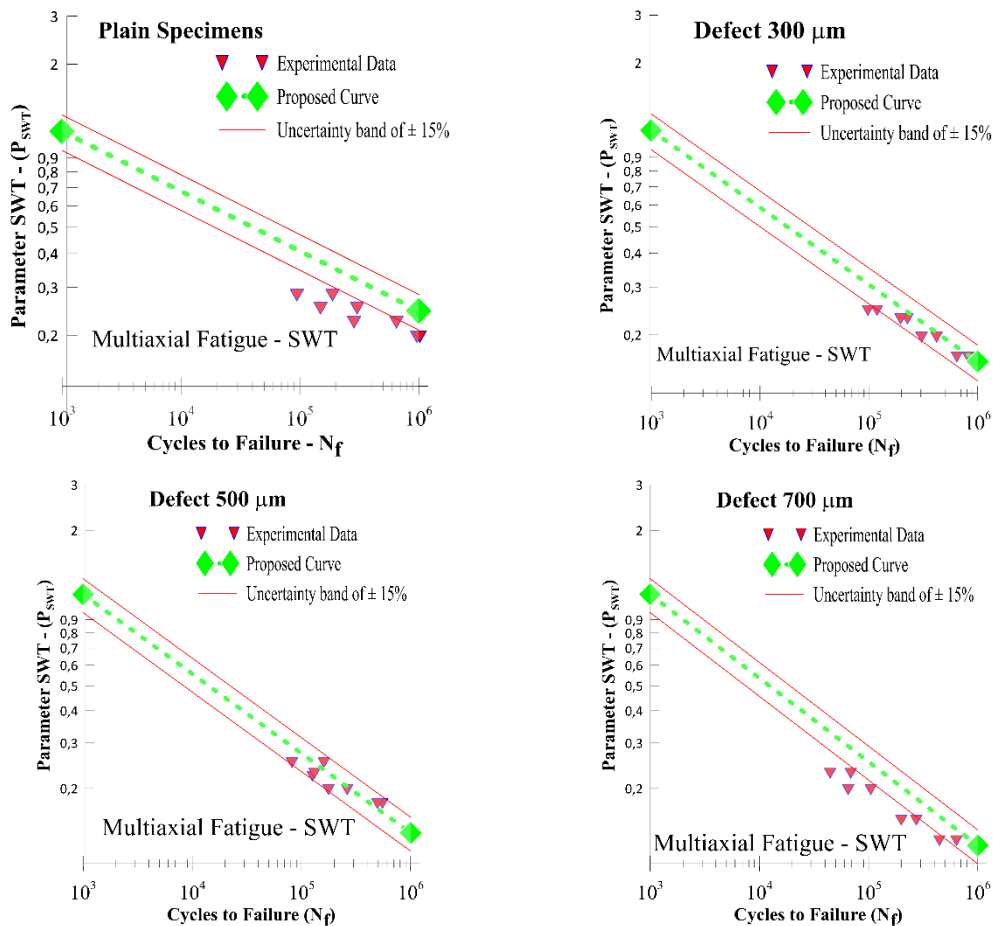 Plain Specimens
Experimental Data
Proposed Curve
Uncertainty band of ± 15%
Parameter SWT - (P_SWT)
3
2
0,9
0,8
0,7
0,6
0,5
0,4
0,3
0,2
Multiaxial Fatigue - SWT
10³ 10⁴ 10⁵ 10⁶
Cycles to Failure - N_f
Defect 300 µm
Experimental Data
Proposed Curve
Uncertainty band of ± 15%
Parameter SWT - (P_SWT)
3
2
0,9
0,8
0,7
0,6
0,5
0,4
0,3
0,2
Multiaxial Fatigue - SWT
10³ 10⁴ 10⁵ 10⁶
Cycles to Failure (N_f)
Defect 500 µm
Experimental Data
Proposed Curve
Uncertainty band of ± 15%
Parameter SWT - (P_SWT)
3
2
0,9
0,8
0,7
0,6
0,5
0,4
0,3
0,2
Multiaxial Fatigue - SWT
10³ 10⁴ 10⁵ 10⁶
Cycles to Failure (N_f)
Defect 700 µm
Experimental Data
Proposed Curve
Uncertainty band of ± 15%
Parameter SWT - (P_SWT)
3
2
0,9
0,8
0,7
0,6
0,5
0,4
0,3
0,2
Multiaxial Fatigue - SWT
10³ 10⁴ 10⁵ 10⁶
Cycles to Failure (N_f)